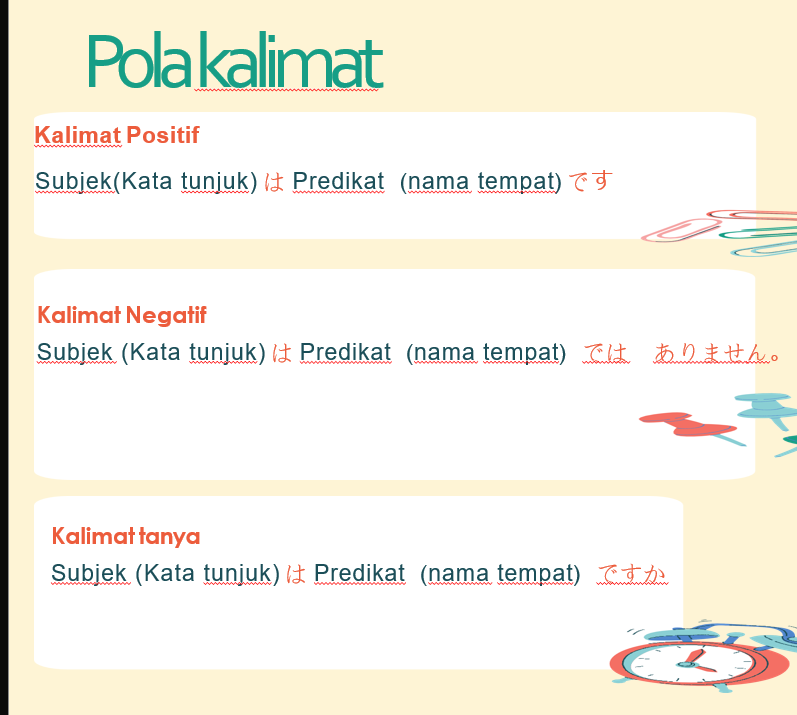 Pola kalimat
Kalimat Positif
Subjek(Kata tunjuk) は Predikat (nama tempat) です
Kalimat Negatif
Subjek (Kata tunjuk) は Predikat (nama tempat) では ありません。
Kalimat tanya
Subjek (Kata tunjuk) は Predikat (nama tempat) ですか